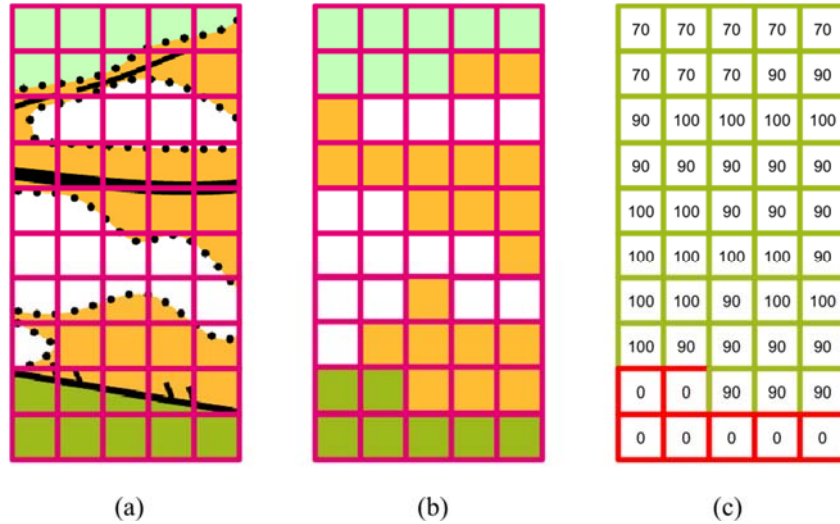 70 70 70 70 70
70 70 70 90 90
90 100 100 100 100
90 90 90 90 90
100 100 90 90 90
100 100 100 100 90
100 100 90 100 100
100 90 90 90 90
0 0 90 90 90
0 0 0 0 0
(a) (b) (c)